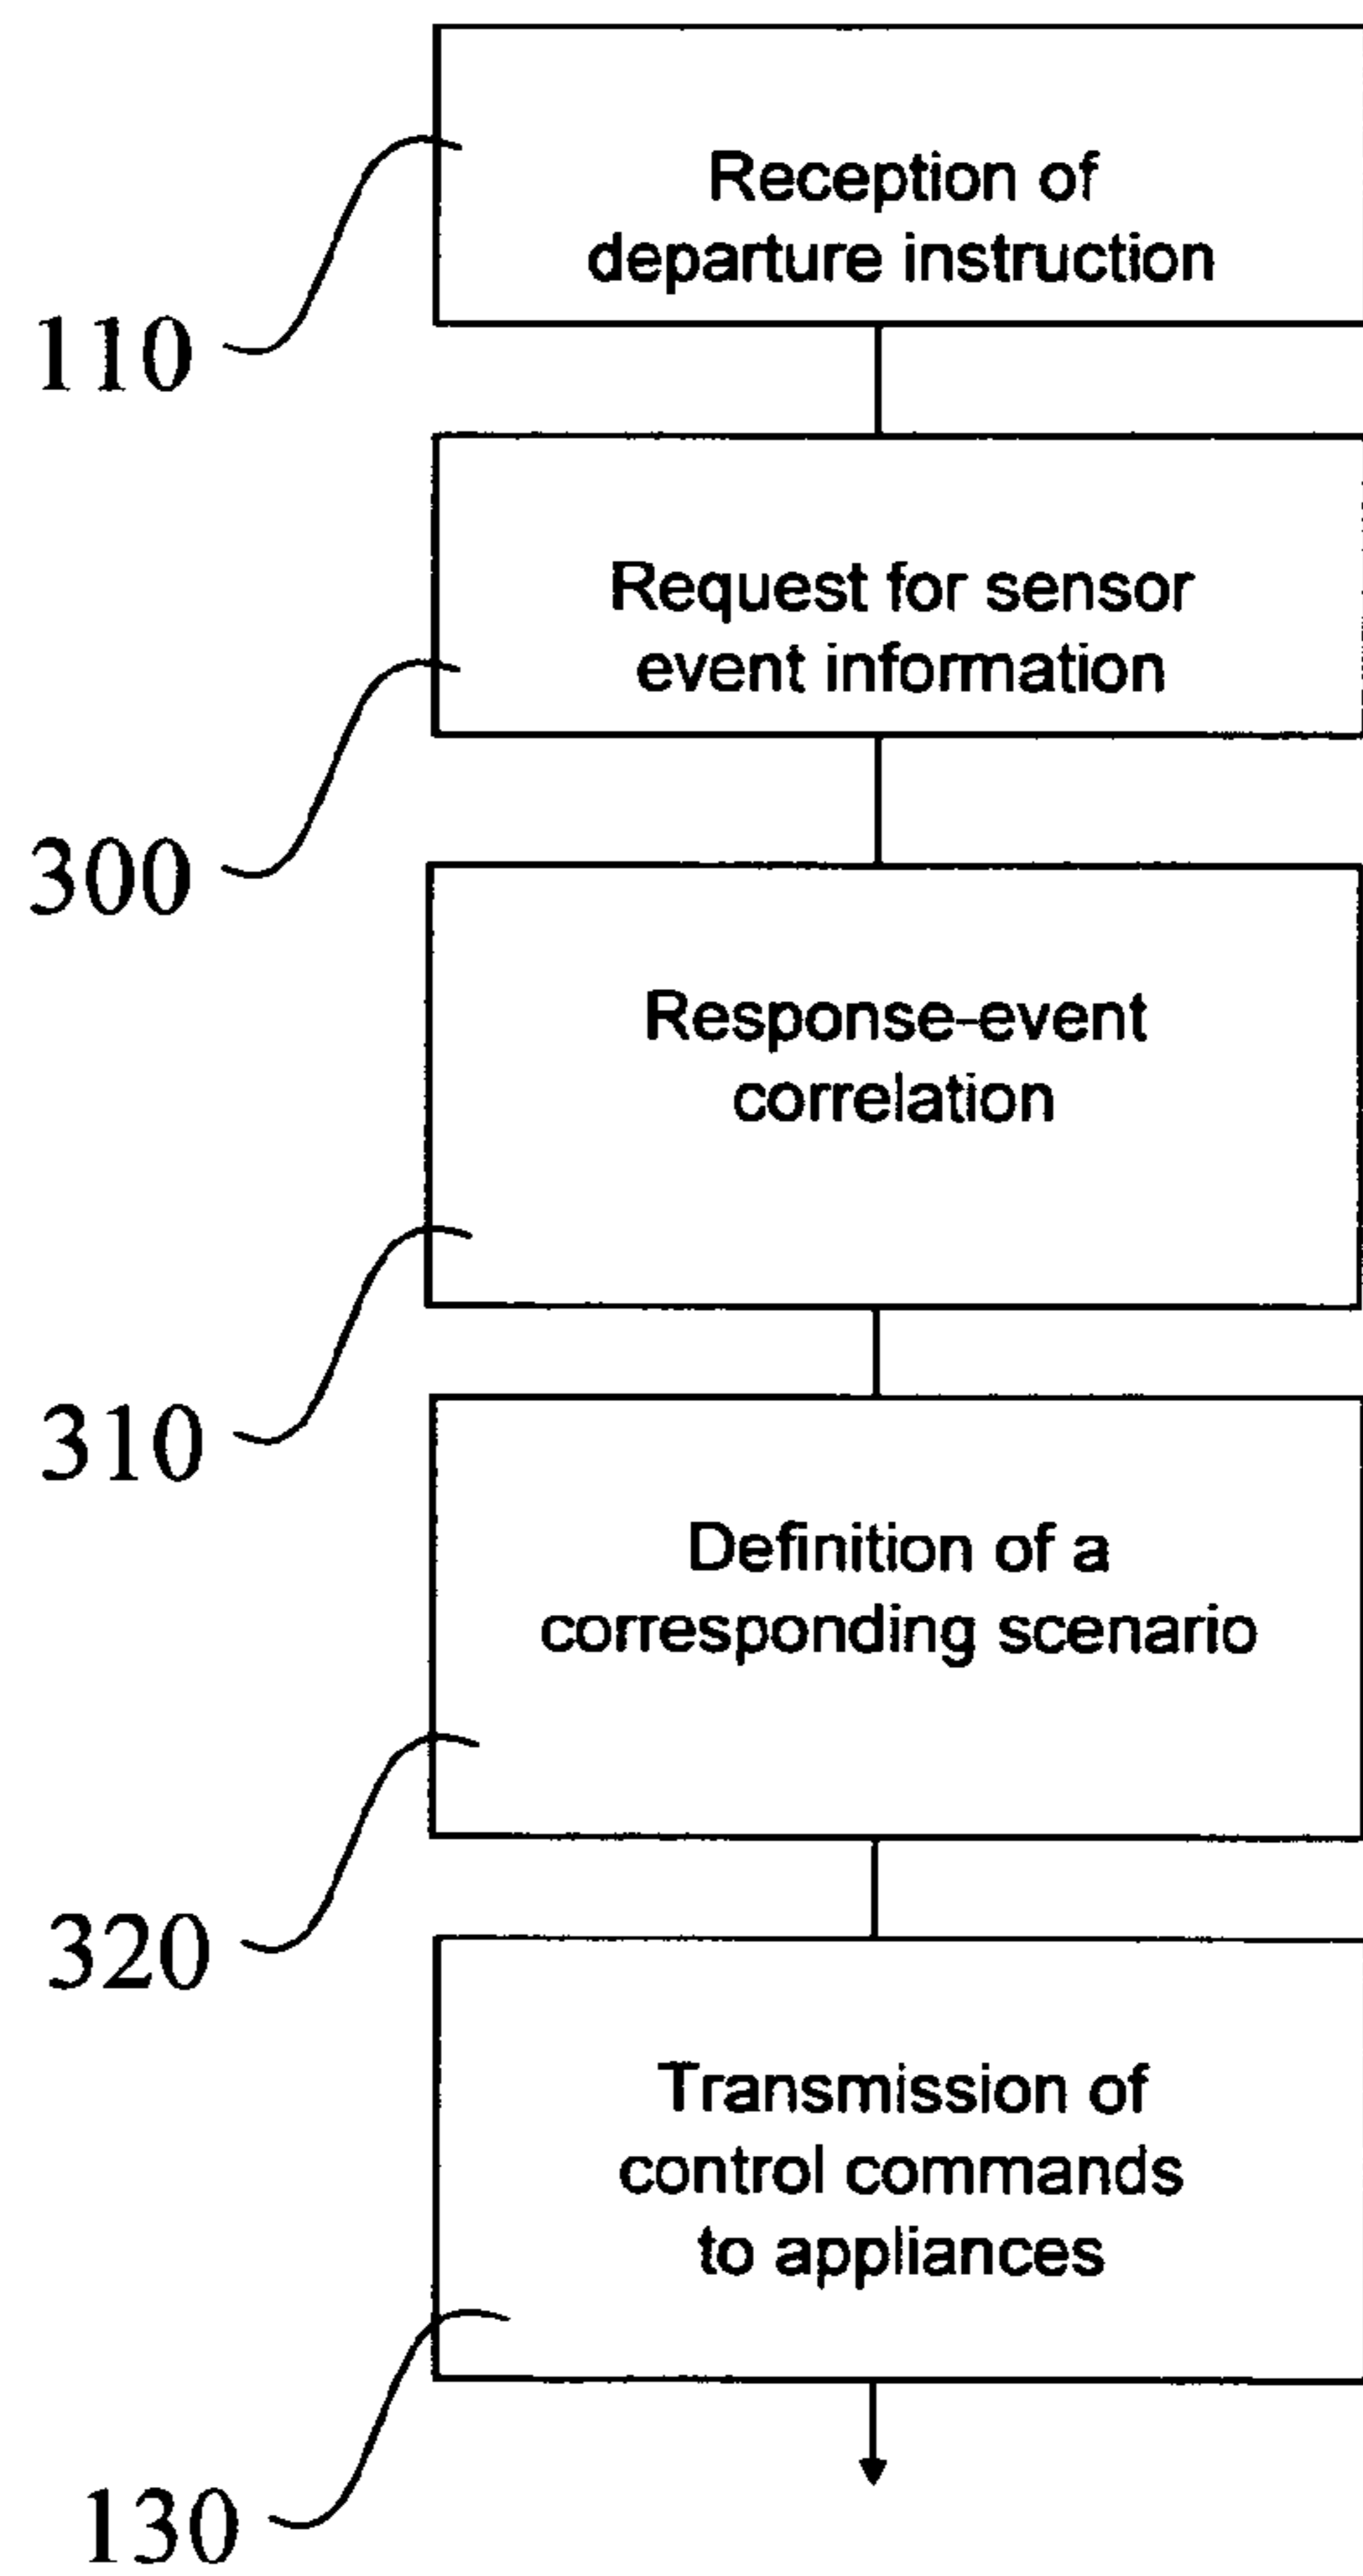 Reception of
departure instruction
110
Request for sensor
event information
300
Response-event
correlation
310
Definition of a
corresponding scenario
320
Transmission of
control commands
to appliances
130